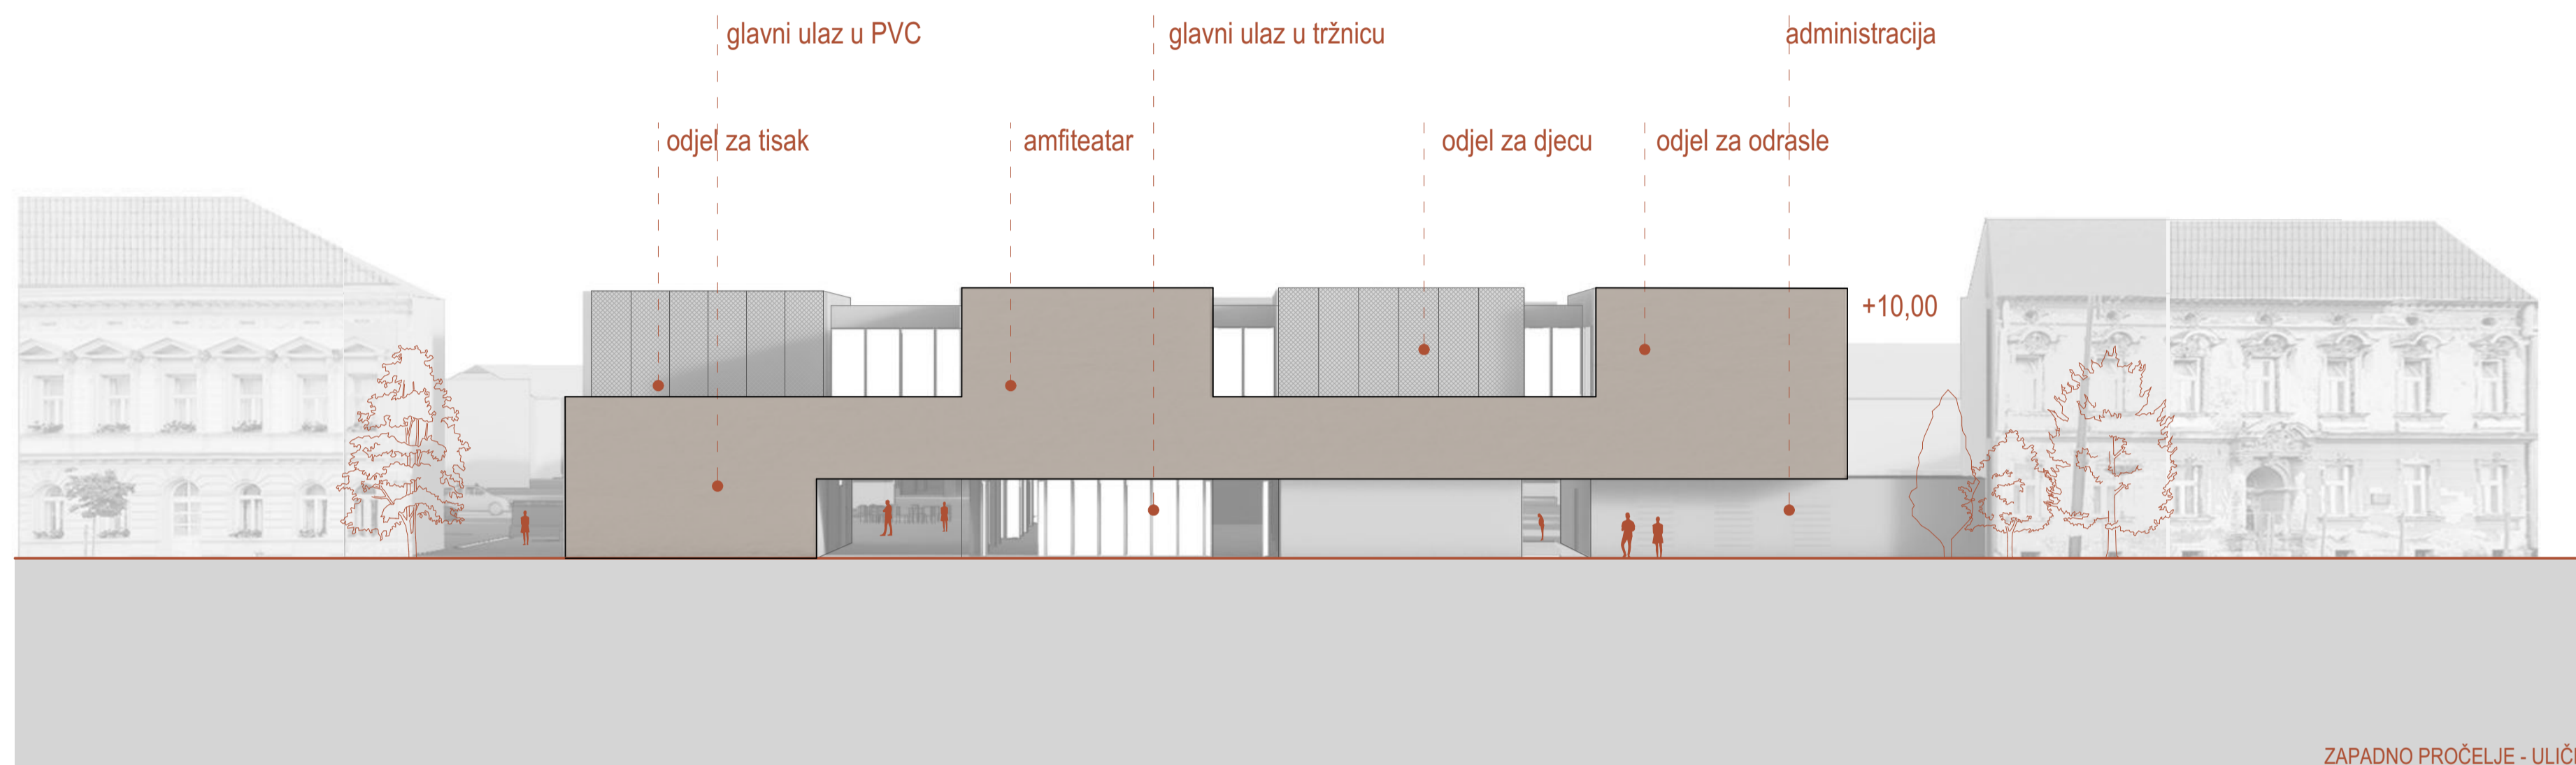 glavni ulaz u PVC
glavni ulaz u tržnicu
administracija
odjel za tisak
amfiteatar
odjel za djecu
odjel za odrasle
+10,00
ZAPADNO PROČELJE -